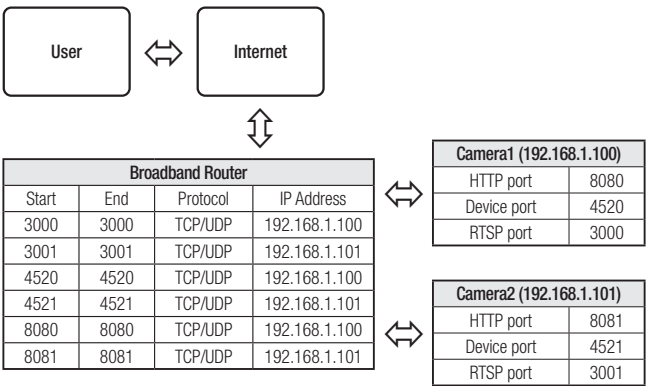 User
Internet
Broadband Router
Start End Protocol IP Address
3000 3000 TCP/UDP 192.168.1.100
3001 3001 TCP/UDP 192.168.1.101
4520 4520 TCP/UDP 192.168.1.100
4521 4521 TCP/UDP 192.168.1.101
8080 8080 TCP/UDP 192.168.1.100
8081 8081 TCP/UDP 192.168.1.101
Camera1 (192.168.1.100)
HTTP port 8080
Device port 4520
RTSP port 3000
Camera2 (192.168.1.101)
HTTP port 8081
Device port 4521
RTSP port 3001